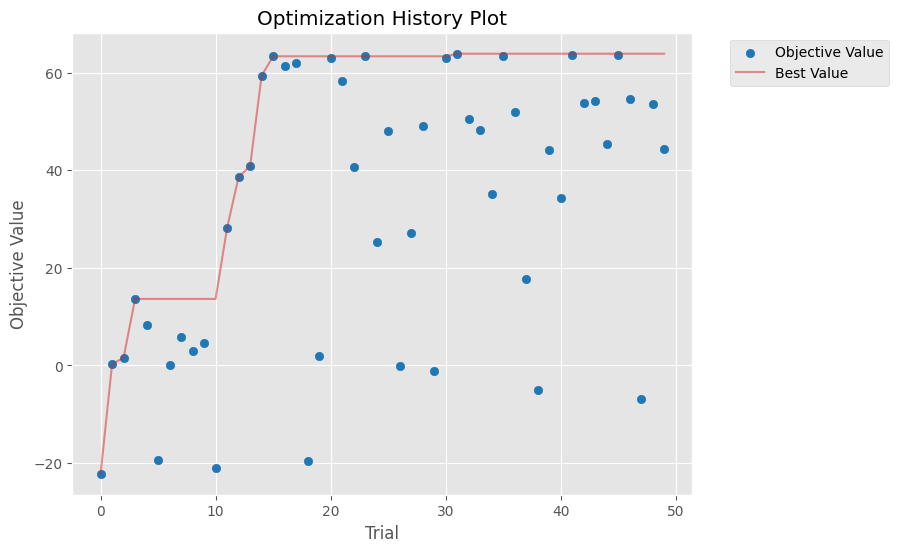 Optimization History Plot
Objective Value
Best Value
Objective Value
60
40
20
0
−20
0 10 20 30 40 50
Trial